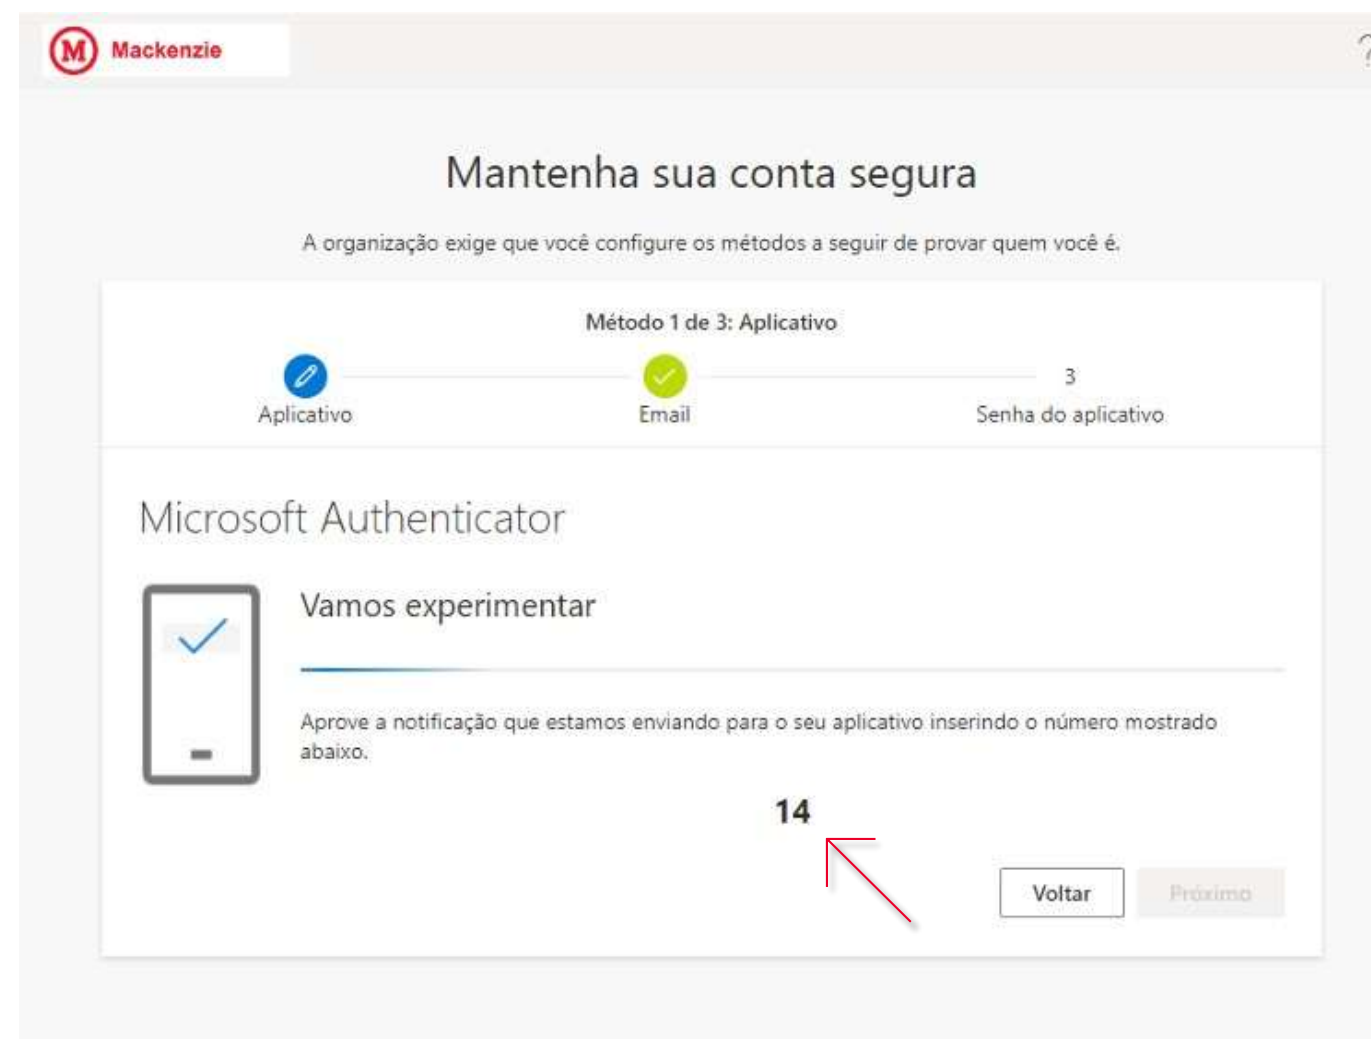 M Mackenzie
?
Mantenha sua conta segura
A organização exige que você configure os métodos a seguir de provar quem você é.
Método 1 de 3: Aplicativo
3
Aplicativo Email Senha do aplicativo
Microsoft Authenticator
Vamos experimentar
Aprove a notificação que estamos enviando para o seu aplicativo inserindo o número mostrado
abaixo.
14
Voltar Próximo